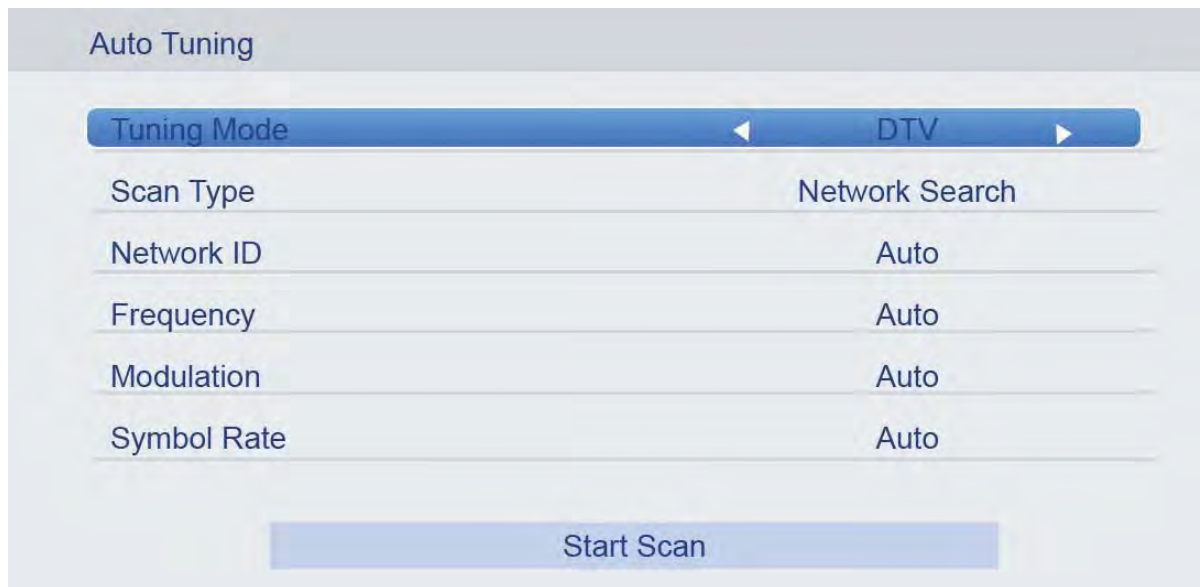 Auto Tuning
Tuning Mode DTV
Scan Type Network Search
Network ID Auto
Frequency Auto
Modulation Auto
Symbol Rate Auto
Start Scan